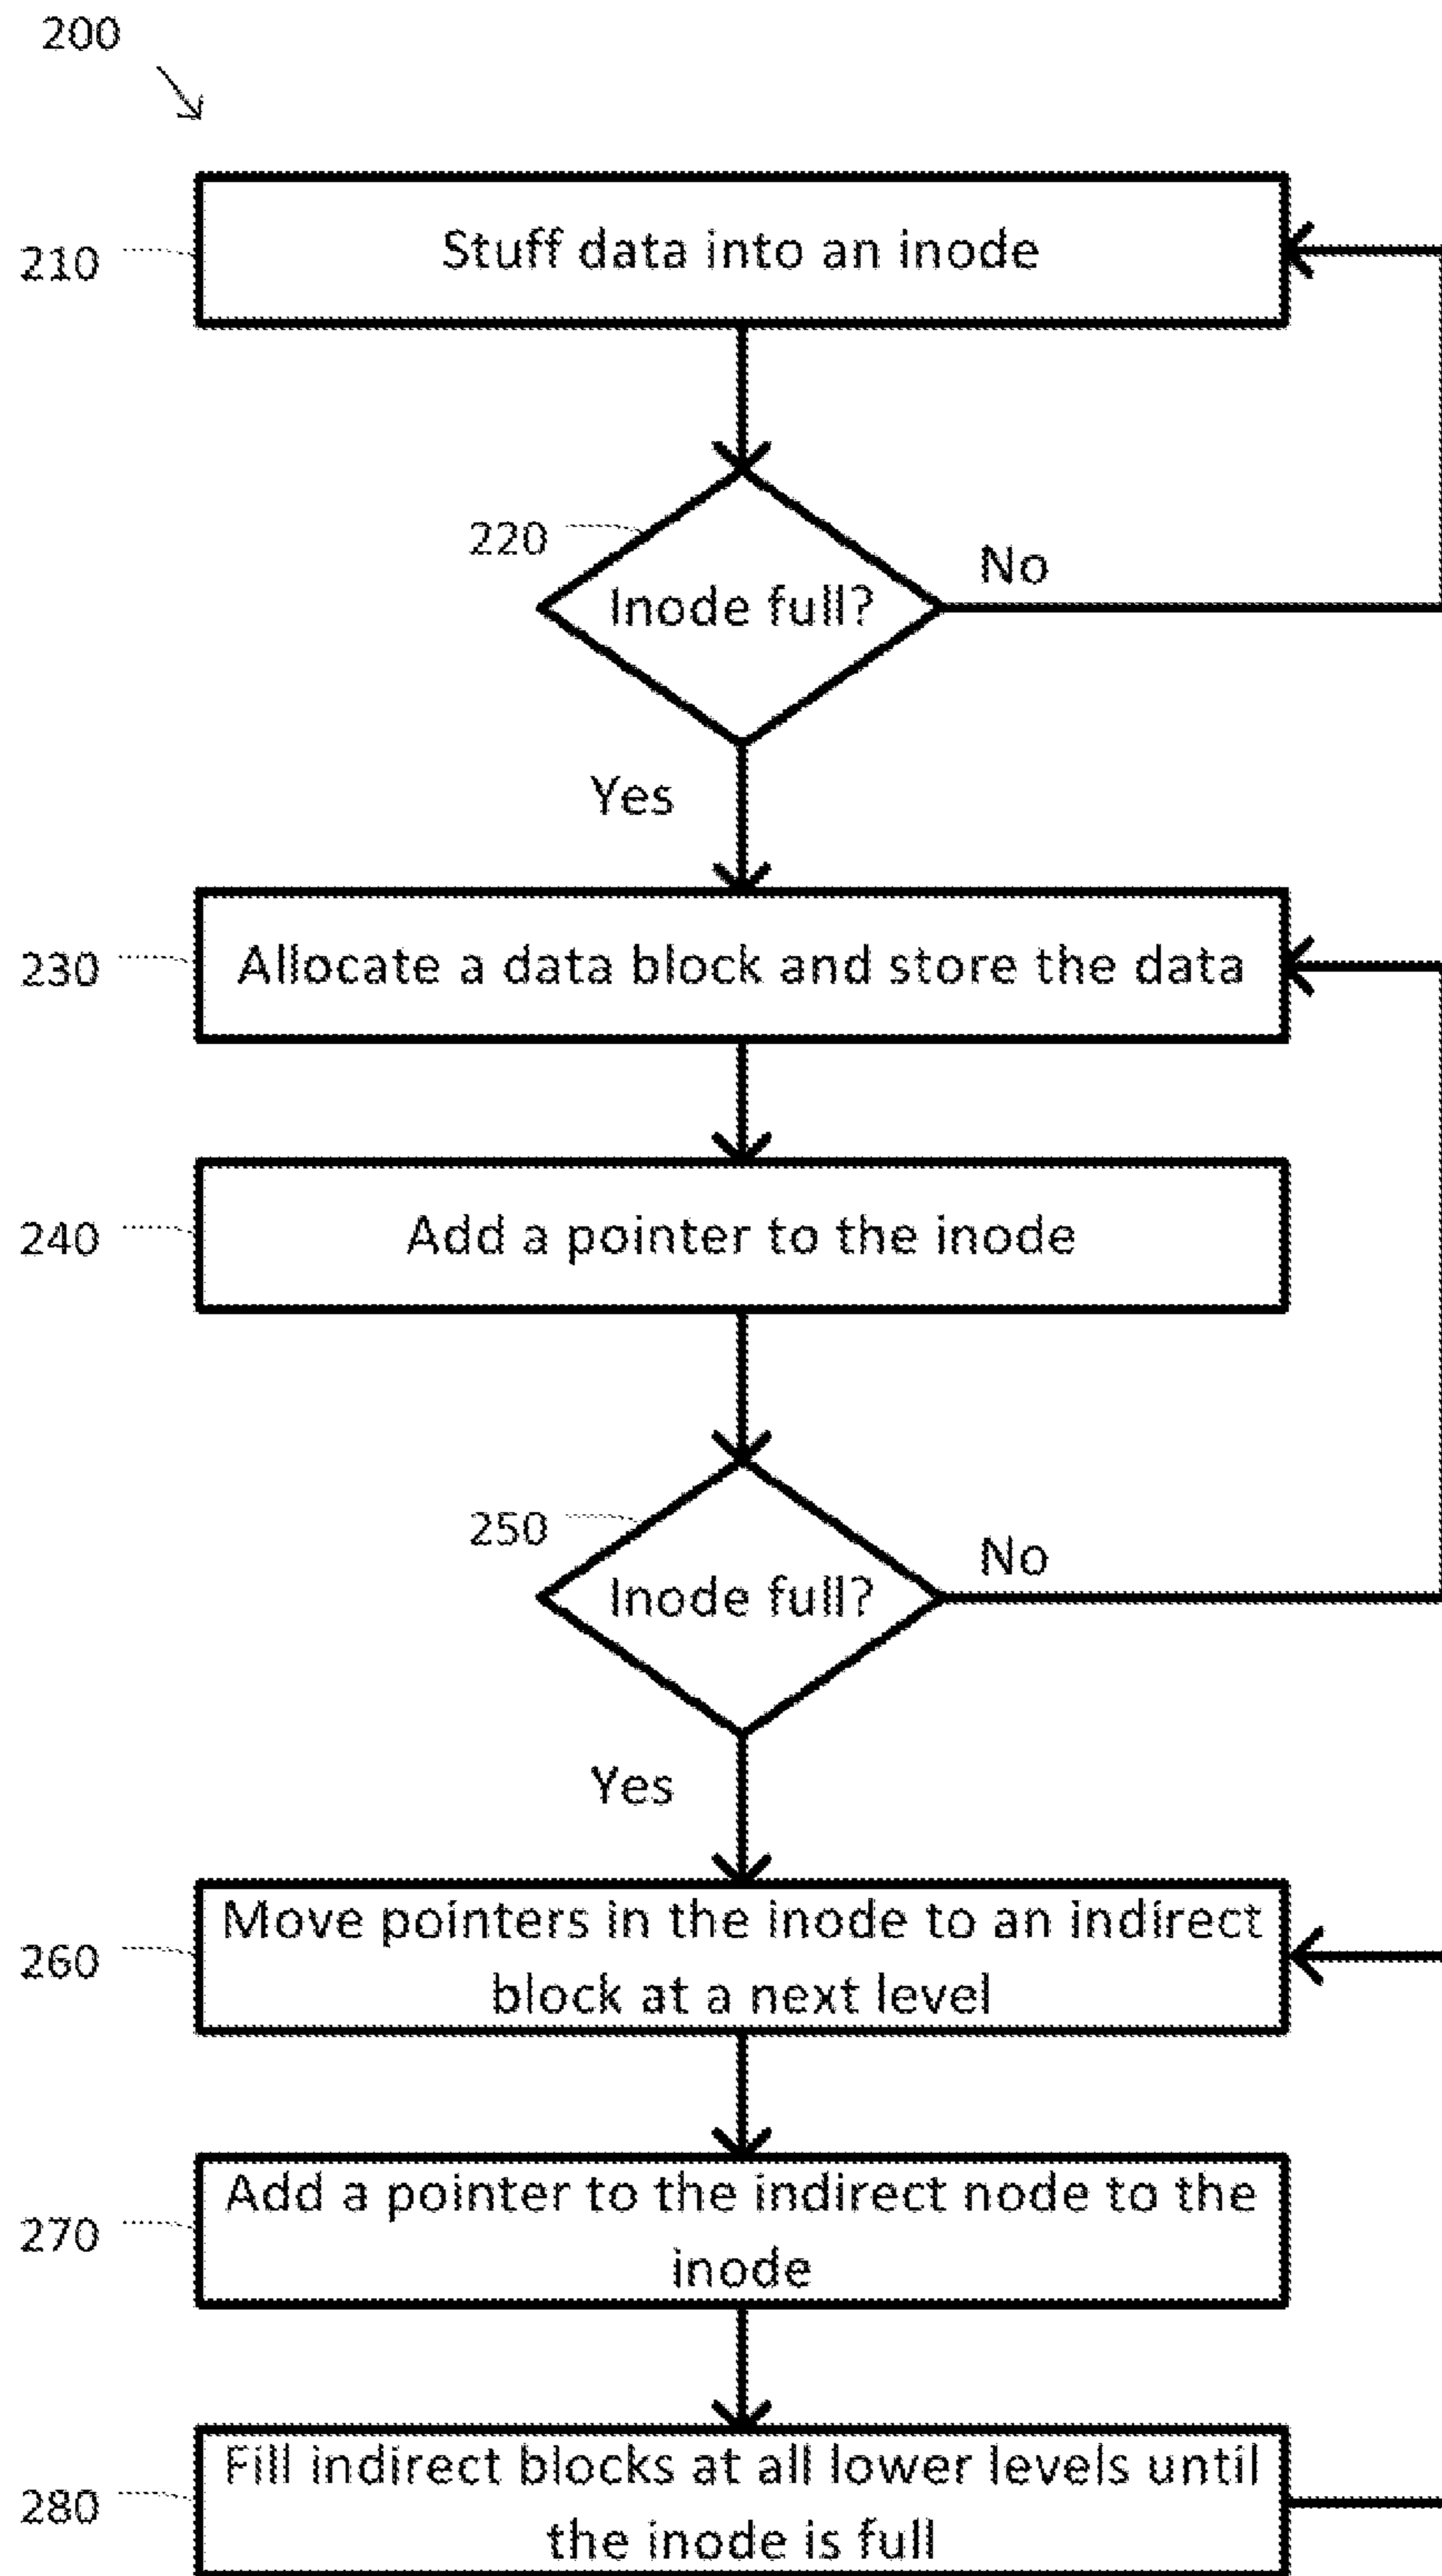 200
210
Stuff data into an inode
220
Inode full?
No
Yes
230
Allocate a data block and store the data
240
Add a pointer to the inode
250
Inode full?
No
Yes
260
Move pointers in the inode to an indirect
block at a next level
270
Add a pointer to the indirect node to the
inode
280
Fill indirect blocks at all lower levels until
the inode is full